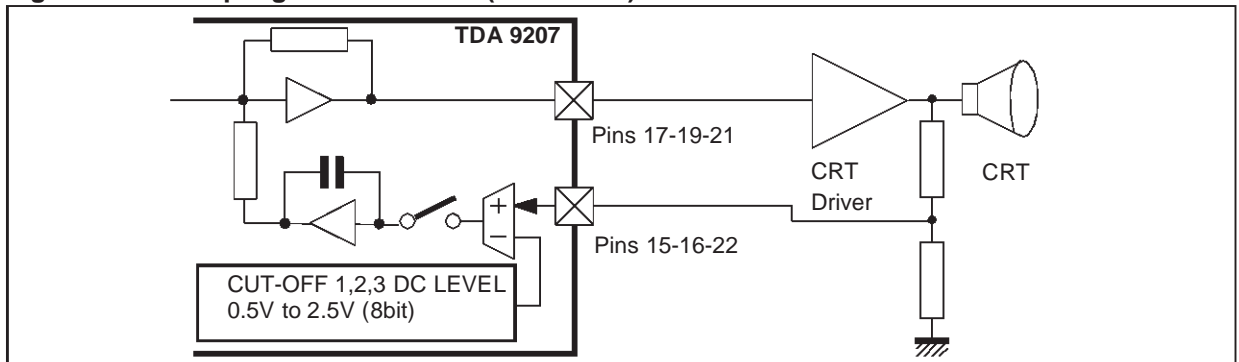 TDA 9207
Pins 17-19-21
CRT
Driver
CRT
+
−
Pins 15-16-22
CUT-OFF 1,2,3 DC LEVEL
0.5V to 2.5V (8bit)